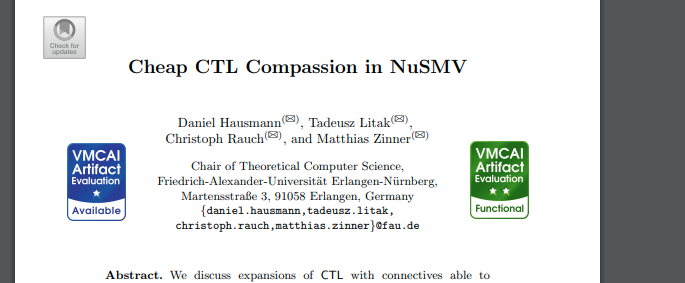 Check for
updates
Cheap CTL Compassion in NuSMV
Daniel Hausmann(✉), Tadeusz Litak(✉),
Christoph Rauch(✉), and Matthias Zinner(✉)
VMCAI
Artifact
Evaluation
★
Available
VMCAI
Artifact
Evaluation
★ ★
Functional
Chair of Theoretical Computer Science,
Friedrich-Alexander-Universität Erlangen-Nürnberg,
Martensstraße 3, 91058 Erlangen, Germany
{daniel.hausmann,tadeusz.litak,
christoph.rauch,matthias.zinner}@fau.de
Abstract. We discuss expansions of CTL with connectives able to